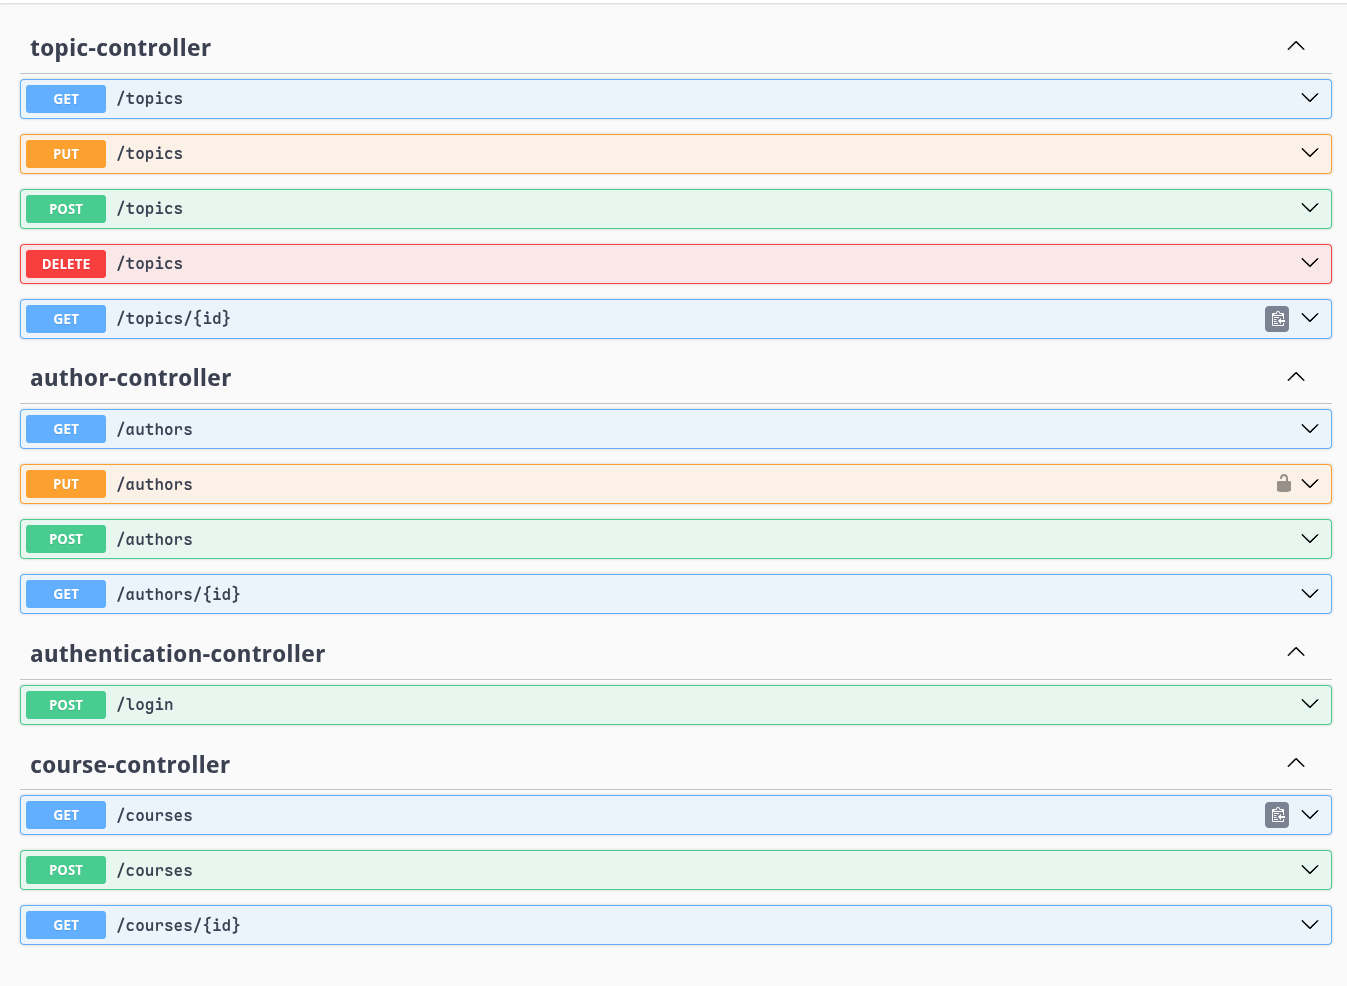 topic-controller
GET /topics
PUT /topics
POST /topics
DELETE /topics
GET /topics/{id}
author-controller
GET /authors
PUT /authors
POST /authors
GET /authors/{id}
authentication-controller
POST /login
course-controller
GET /courses
POST /courses
GET /courses/{id}